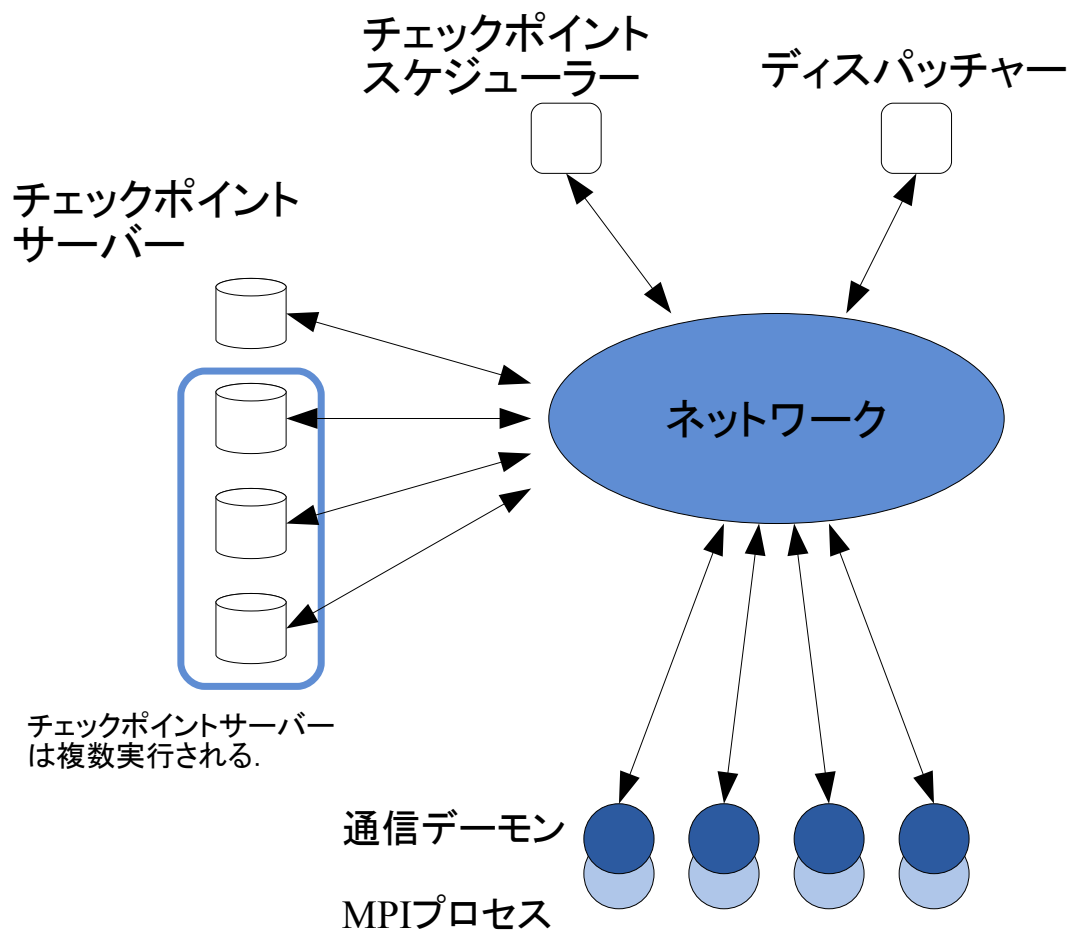 チェックポイント
スケジューラー
ディスパッチャー
チェックポイント
サーバー
ネットワーク
チェックポイントサーバー
は複数実行される.
通信デーモン
MPIプロセス